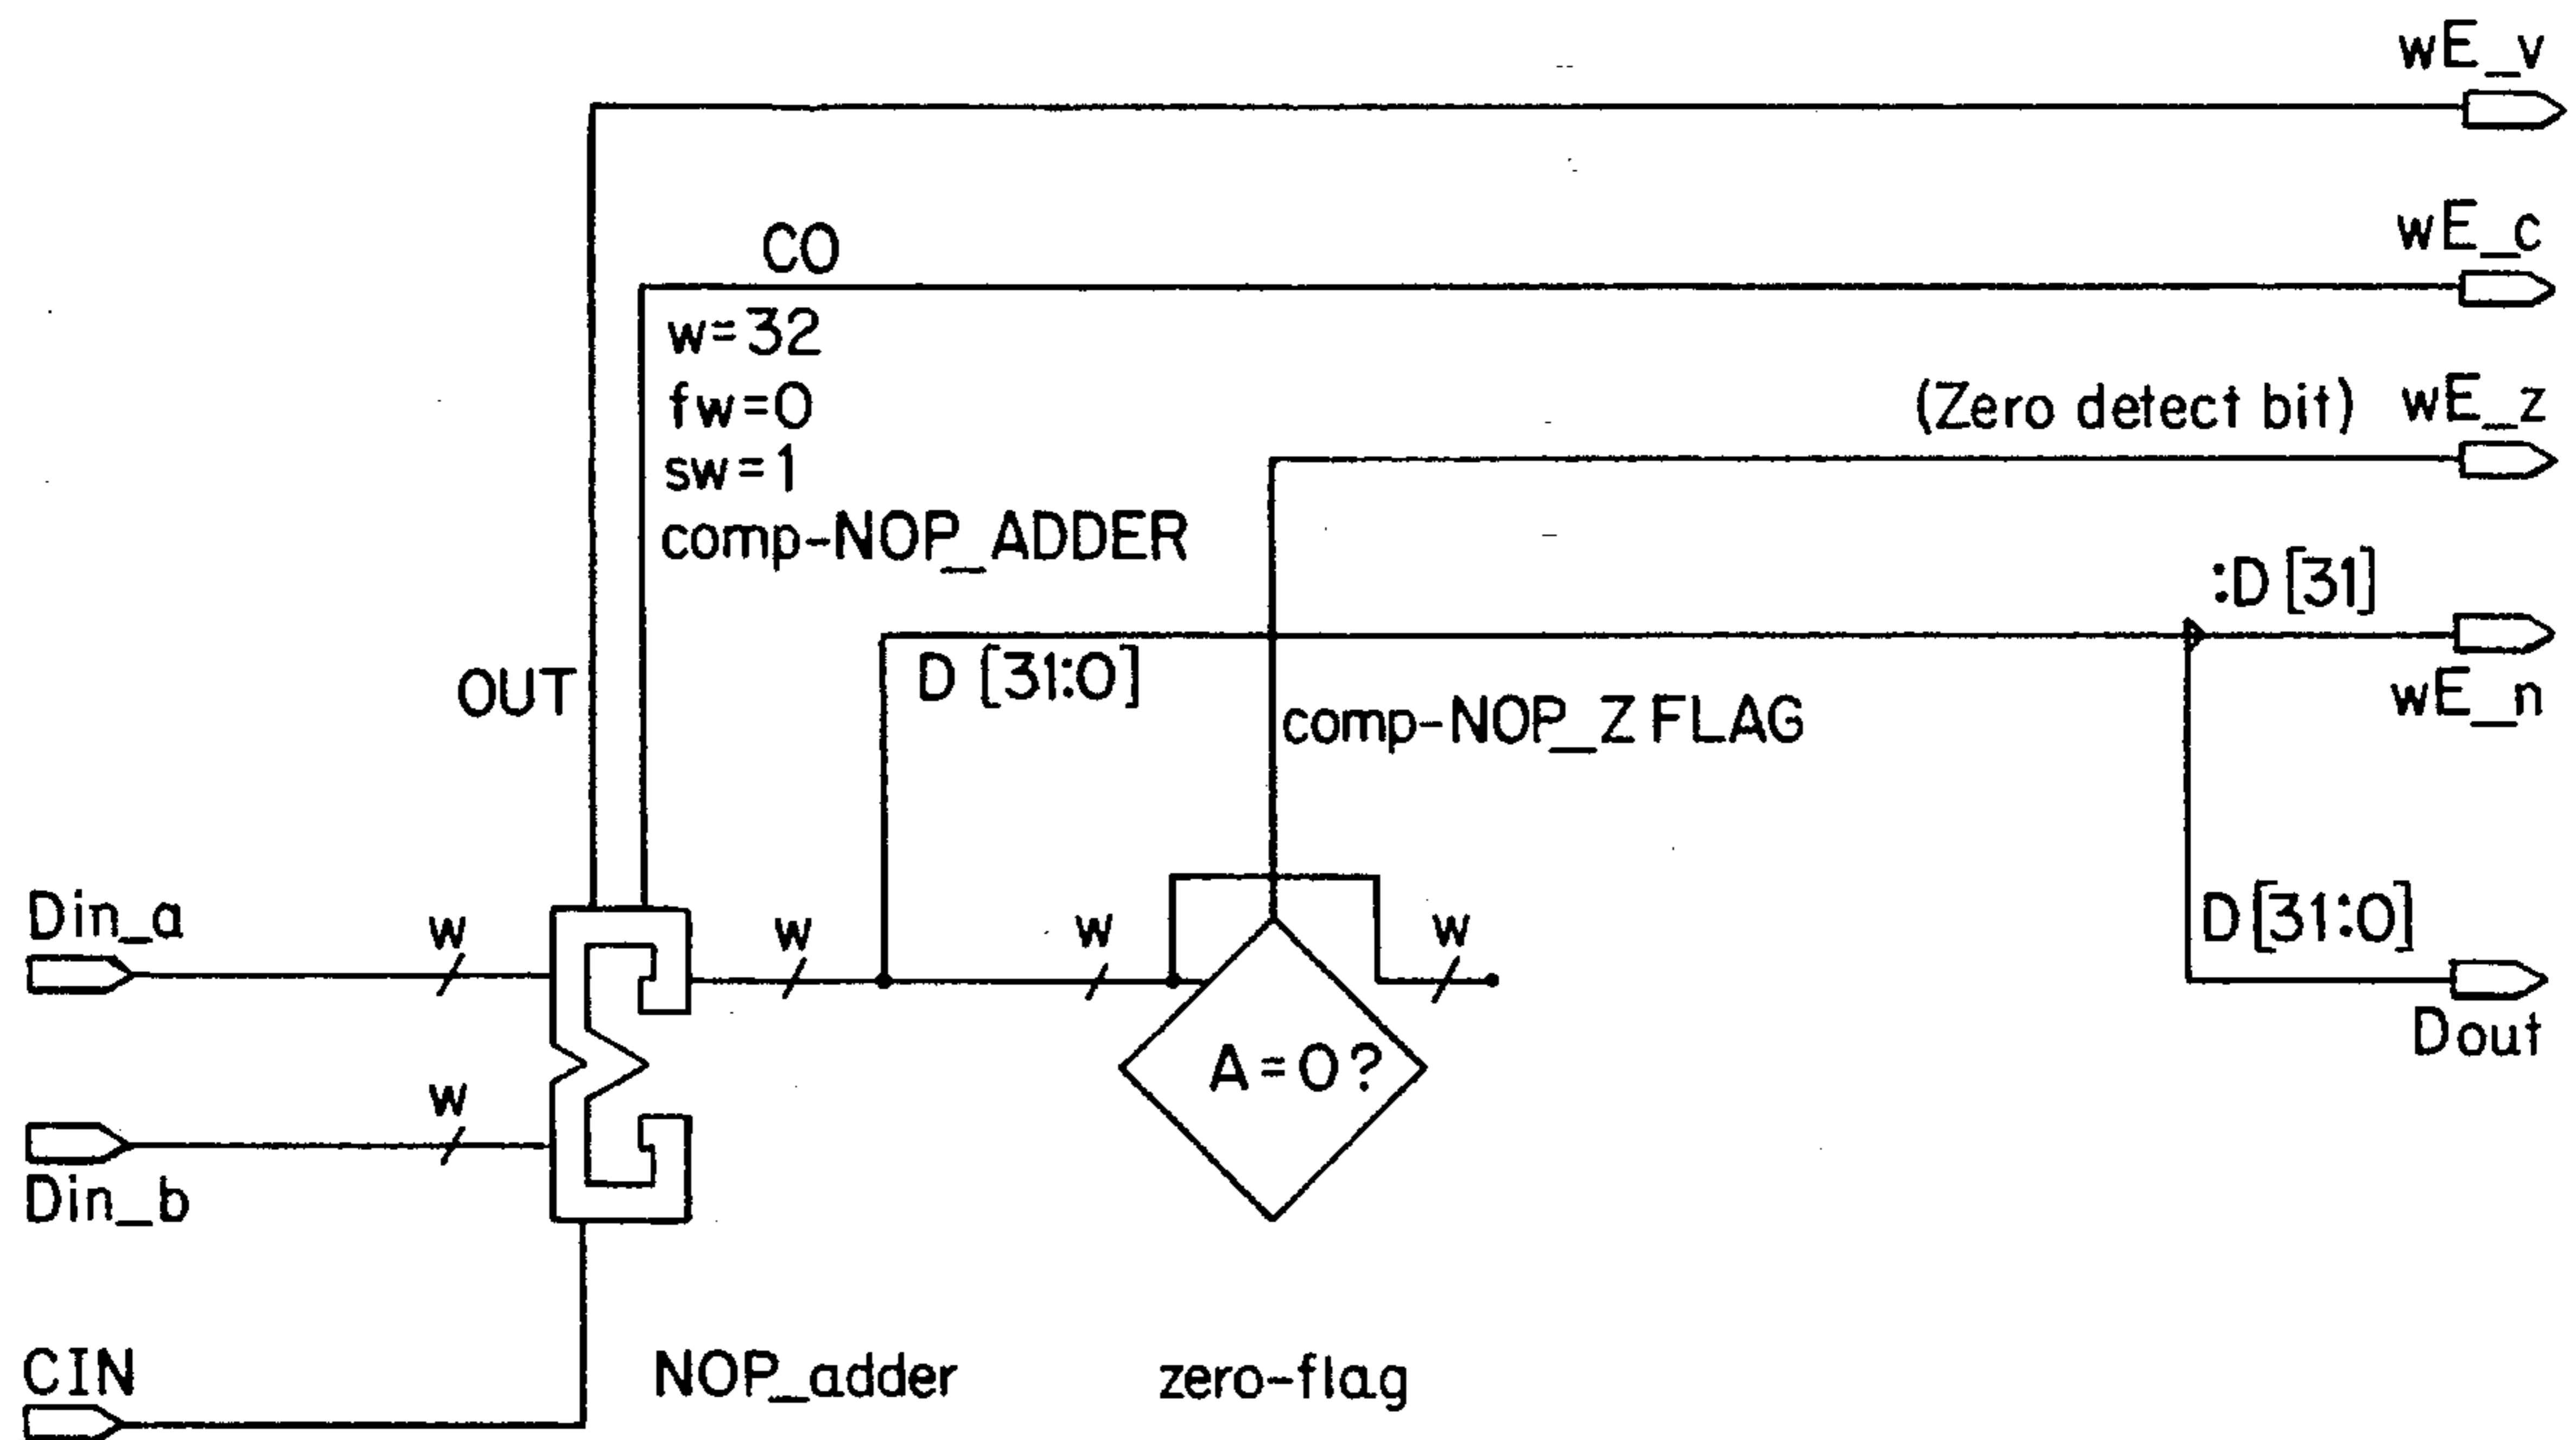 wE_v
CO
wE_c
w=32
fw=0
(Zero detect bit) wE_z
sw=1
comp-NOP_ADDER
:D [31]
OUT
D [31:0]
comp-NOP_Z FLAG
wE_n
Din_a
w
w
w
w
D[31:0]
Dout
A=0?
w
Din_b
CIN
NOP_adder
zero-flag